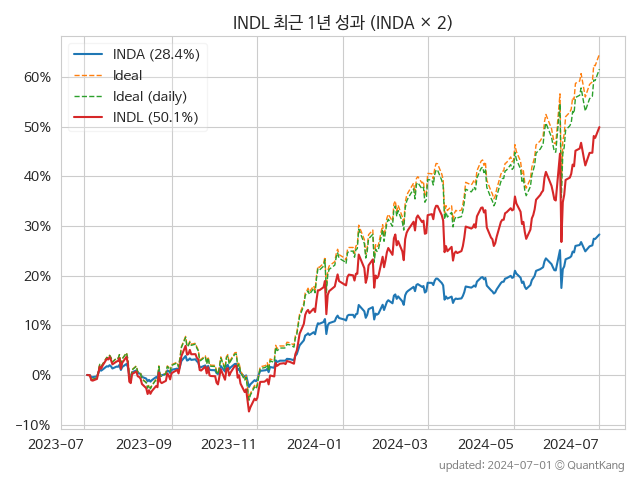 INDL 최근 1년 성과 (INDA × 2)
INDA (28.4%)
Ideal
Ideal (daily)
INDL (50.1%)
60%
50%
40%
30%
20%
10%
0%
−10%
2023-07
2023-09
2023-11
2024-01
2024-03
2024-05
2024-07
updated: 2024-07-01 © QuantKang